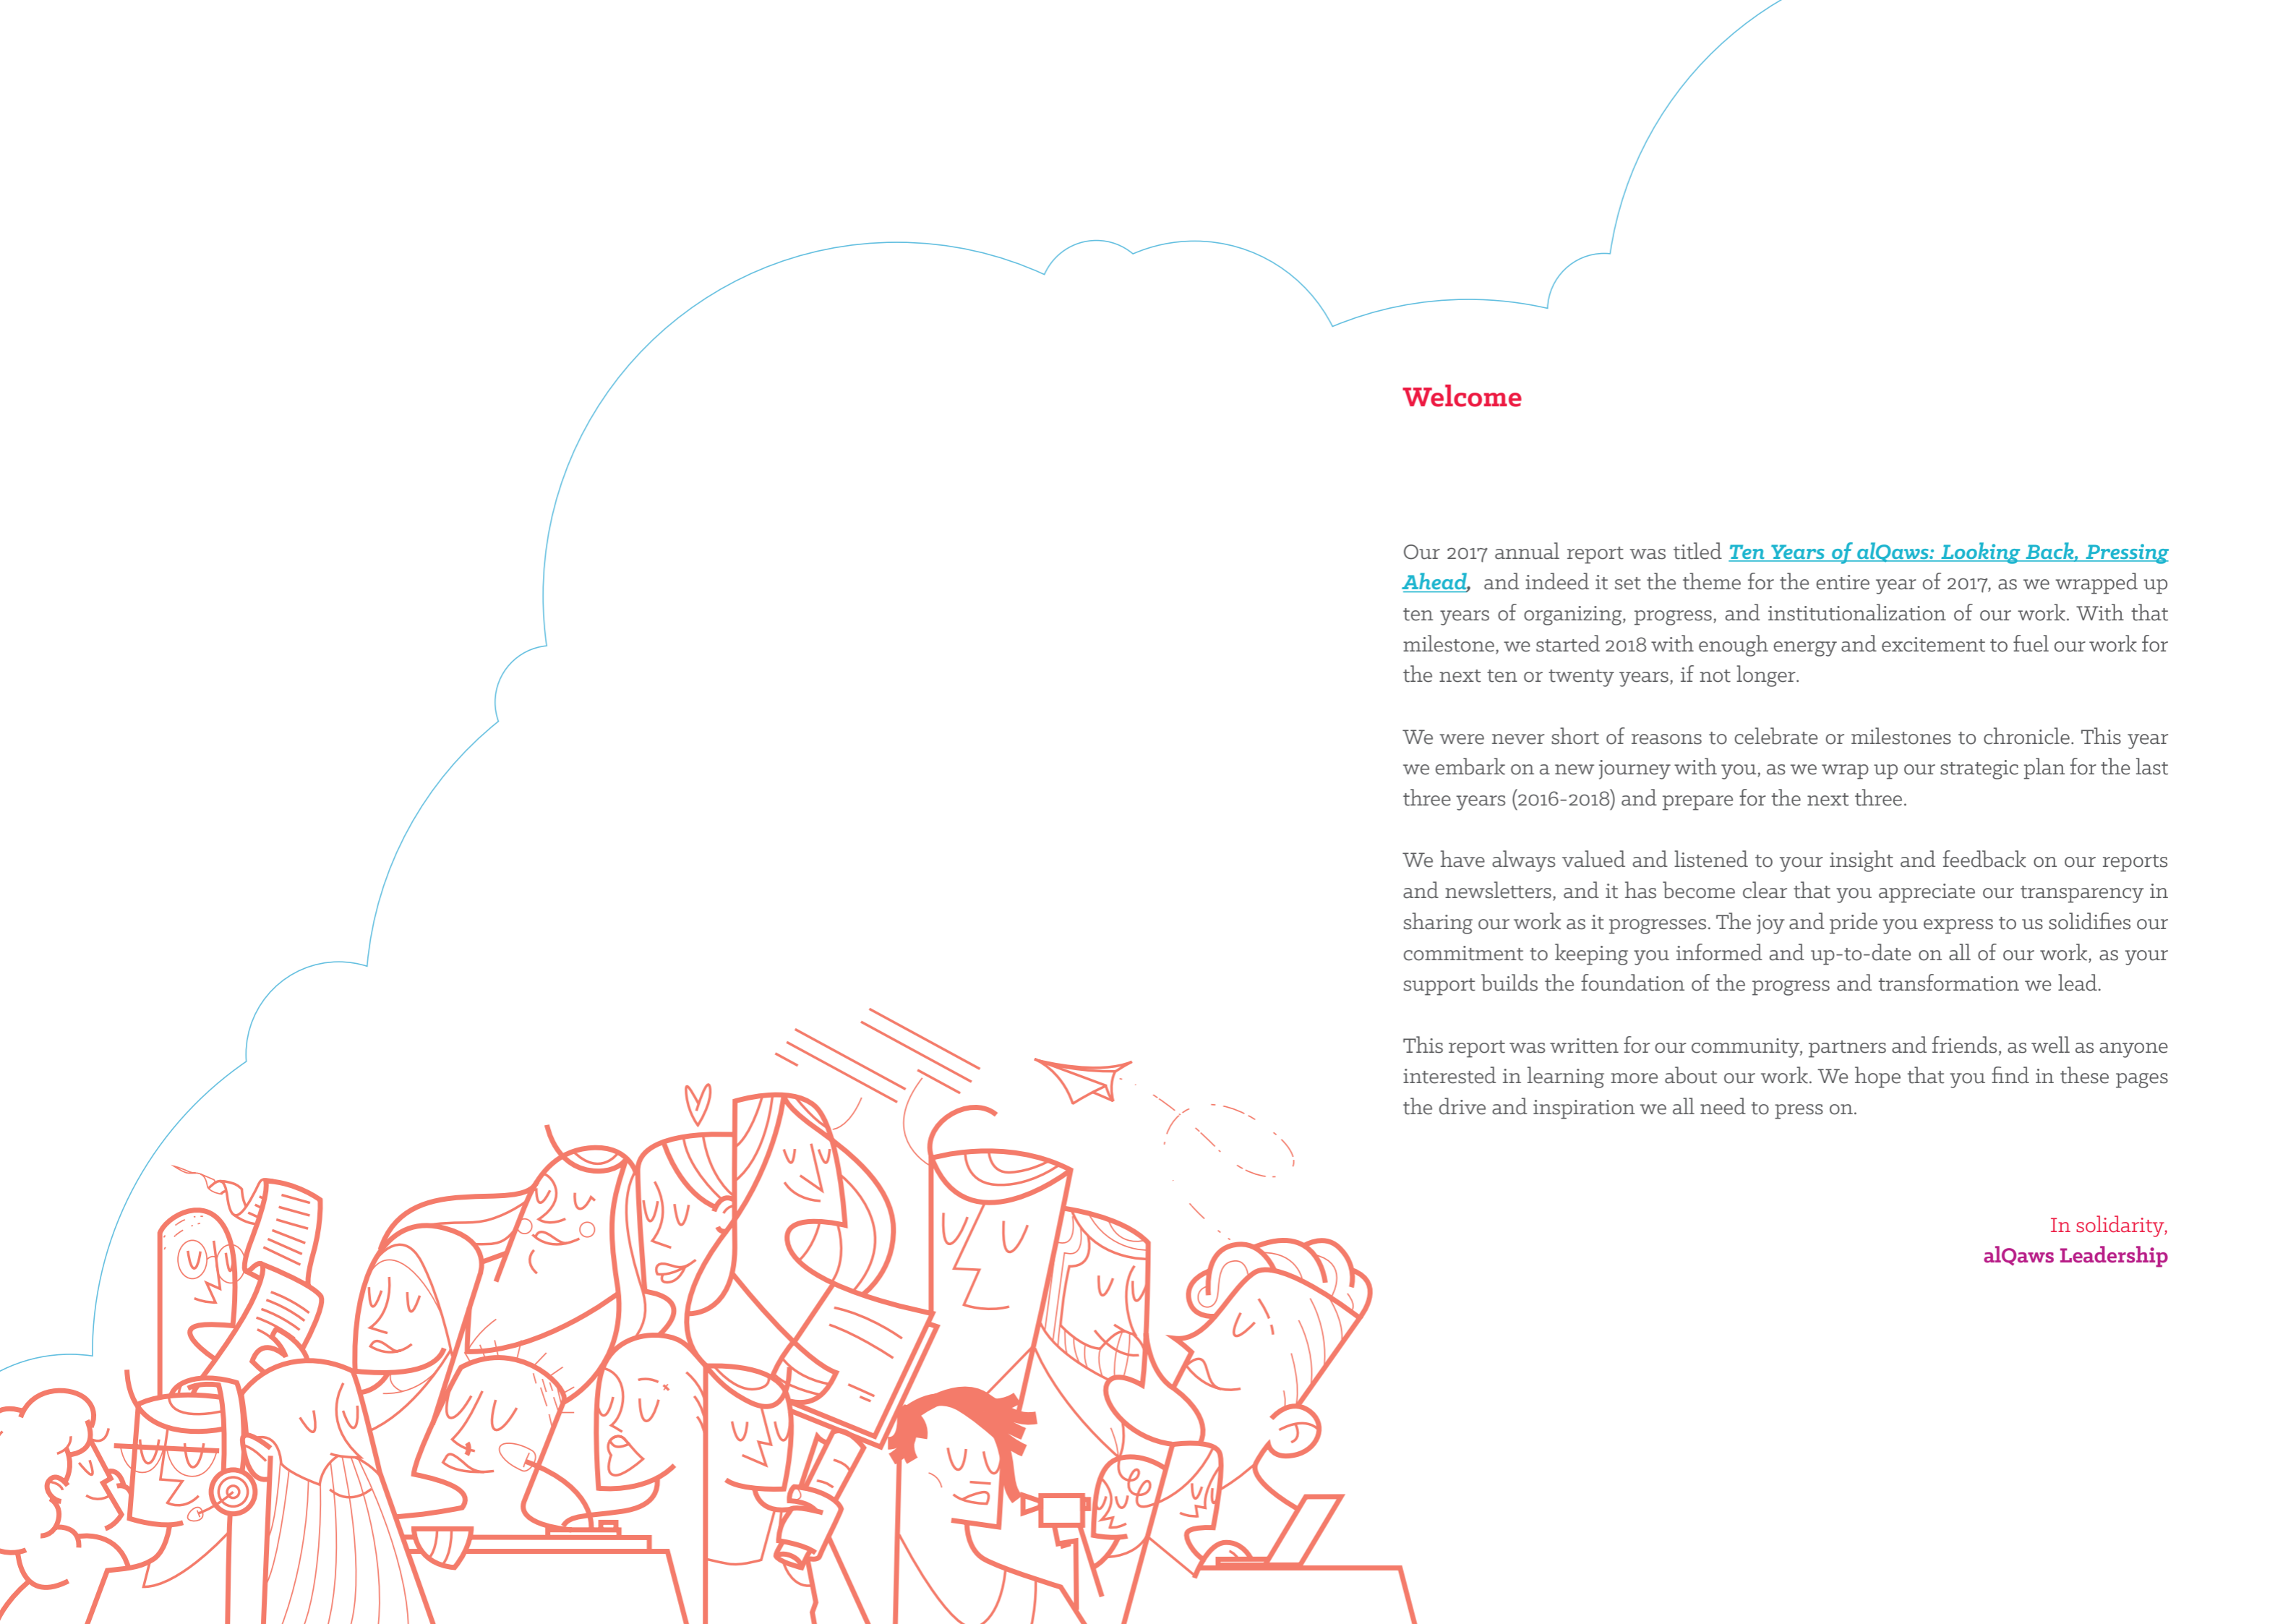 Welcome
Our 2017 annual report was titled Ten Years of alQaws: Looking Back, Pressing
Ahead, and indeed it set the theme for the entire year of 2017, as we wrapped up
ten years of organizing, progress, and institutionalization of our work. With that
milestone, we started 2018 with enough energy and excitement to fuel our work for
the next ten or twenty years, if not longer.
We were never short of reasons to celebrate or milestones to chronicle. This year
we embark on a new journey with you, as we wrap up our strategic plan for the last
three years (2016-2018) and prepare for the next three.
We have always valued and listened to your insight and feedback on our reports
and newsletters, and it has become clear that you appreciate our transparency in
sharing our work as it progresses. The joy and pride you express to us solidifies our
commitment to keeping you informed and up-to-date on all of our work, as your
support builds the foundation of the progress and transformation we lead.
This report was written for our community, partners and friends, as well as anyone
interested in learning more about our work. We hope that you find in these pages
the drive and inspiration we all need to press on.
In solidarity,
alQaws Leadership